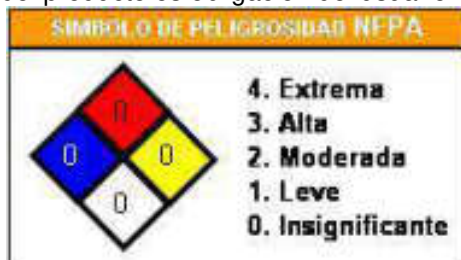 SIMBOLO DE PELIGROSIDAD NFPA
0
4. Extrema
3. Alta
0 0
2. Moderada
1. Leve
0
0. Insignificante